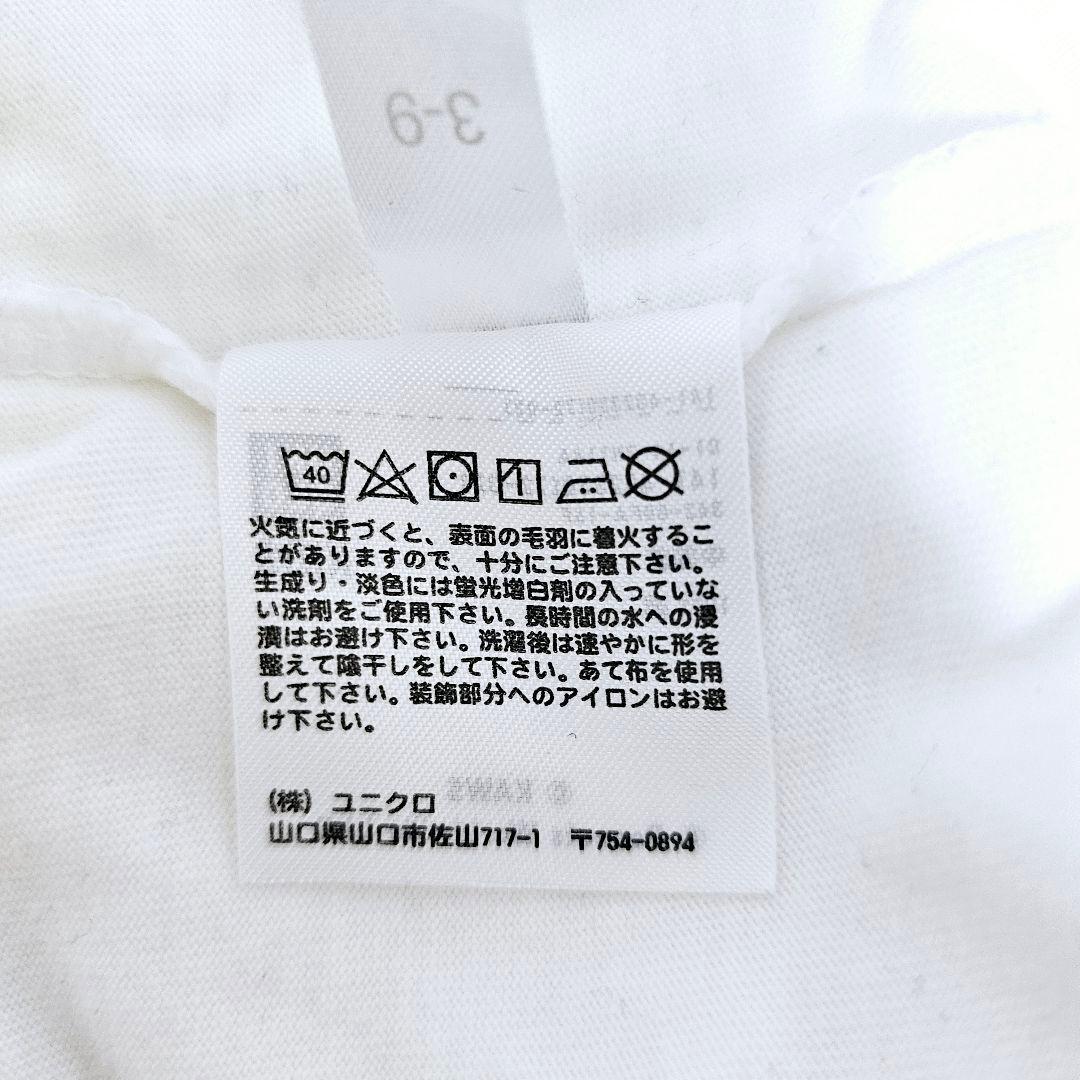 3-9
40
火気に近づくと、表面の毛羽に着火するこ
とがありますので、十分にご注意下さい。
生成り・淡色には蛍光増白剤の入っていな
い洗剤をご使用下さい。長時間の水への浸
漬はお避け下さい。洗濯後は速やかに形を
整えて陰干しをして下さい。あて布を使用
して下さい。装飾部分へのアイロンはお避
け下さい。
© KAWS
(株) ユニクロ
山口県山口市佐山717-1 〒754-0894